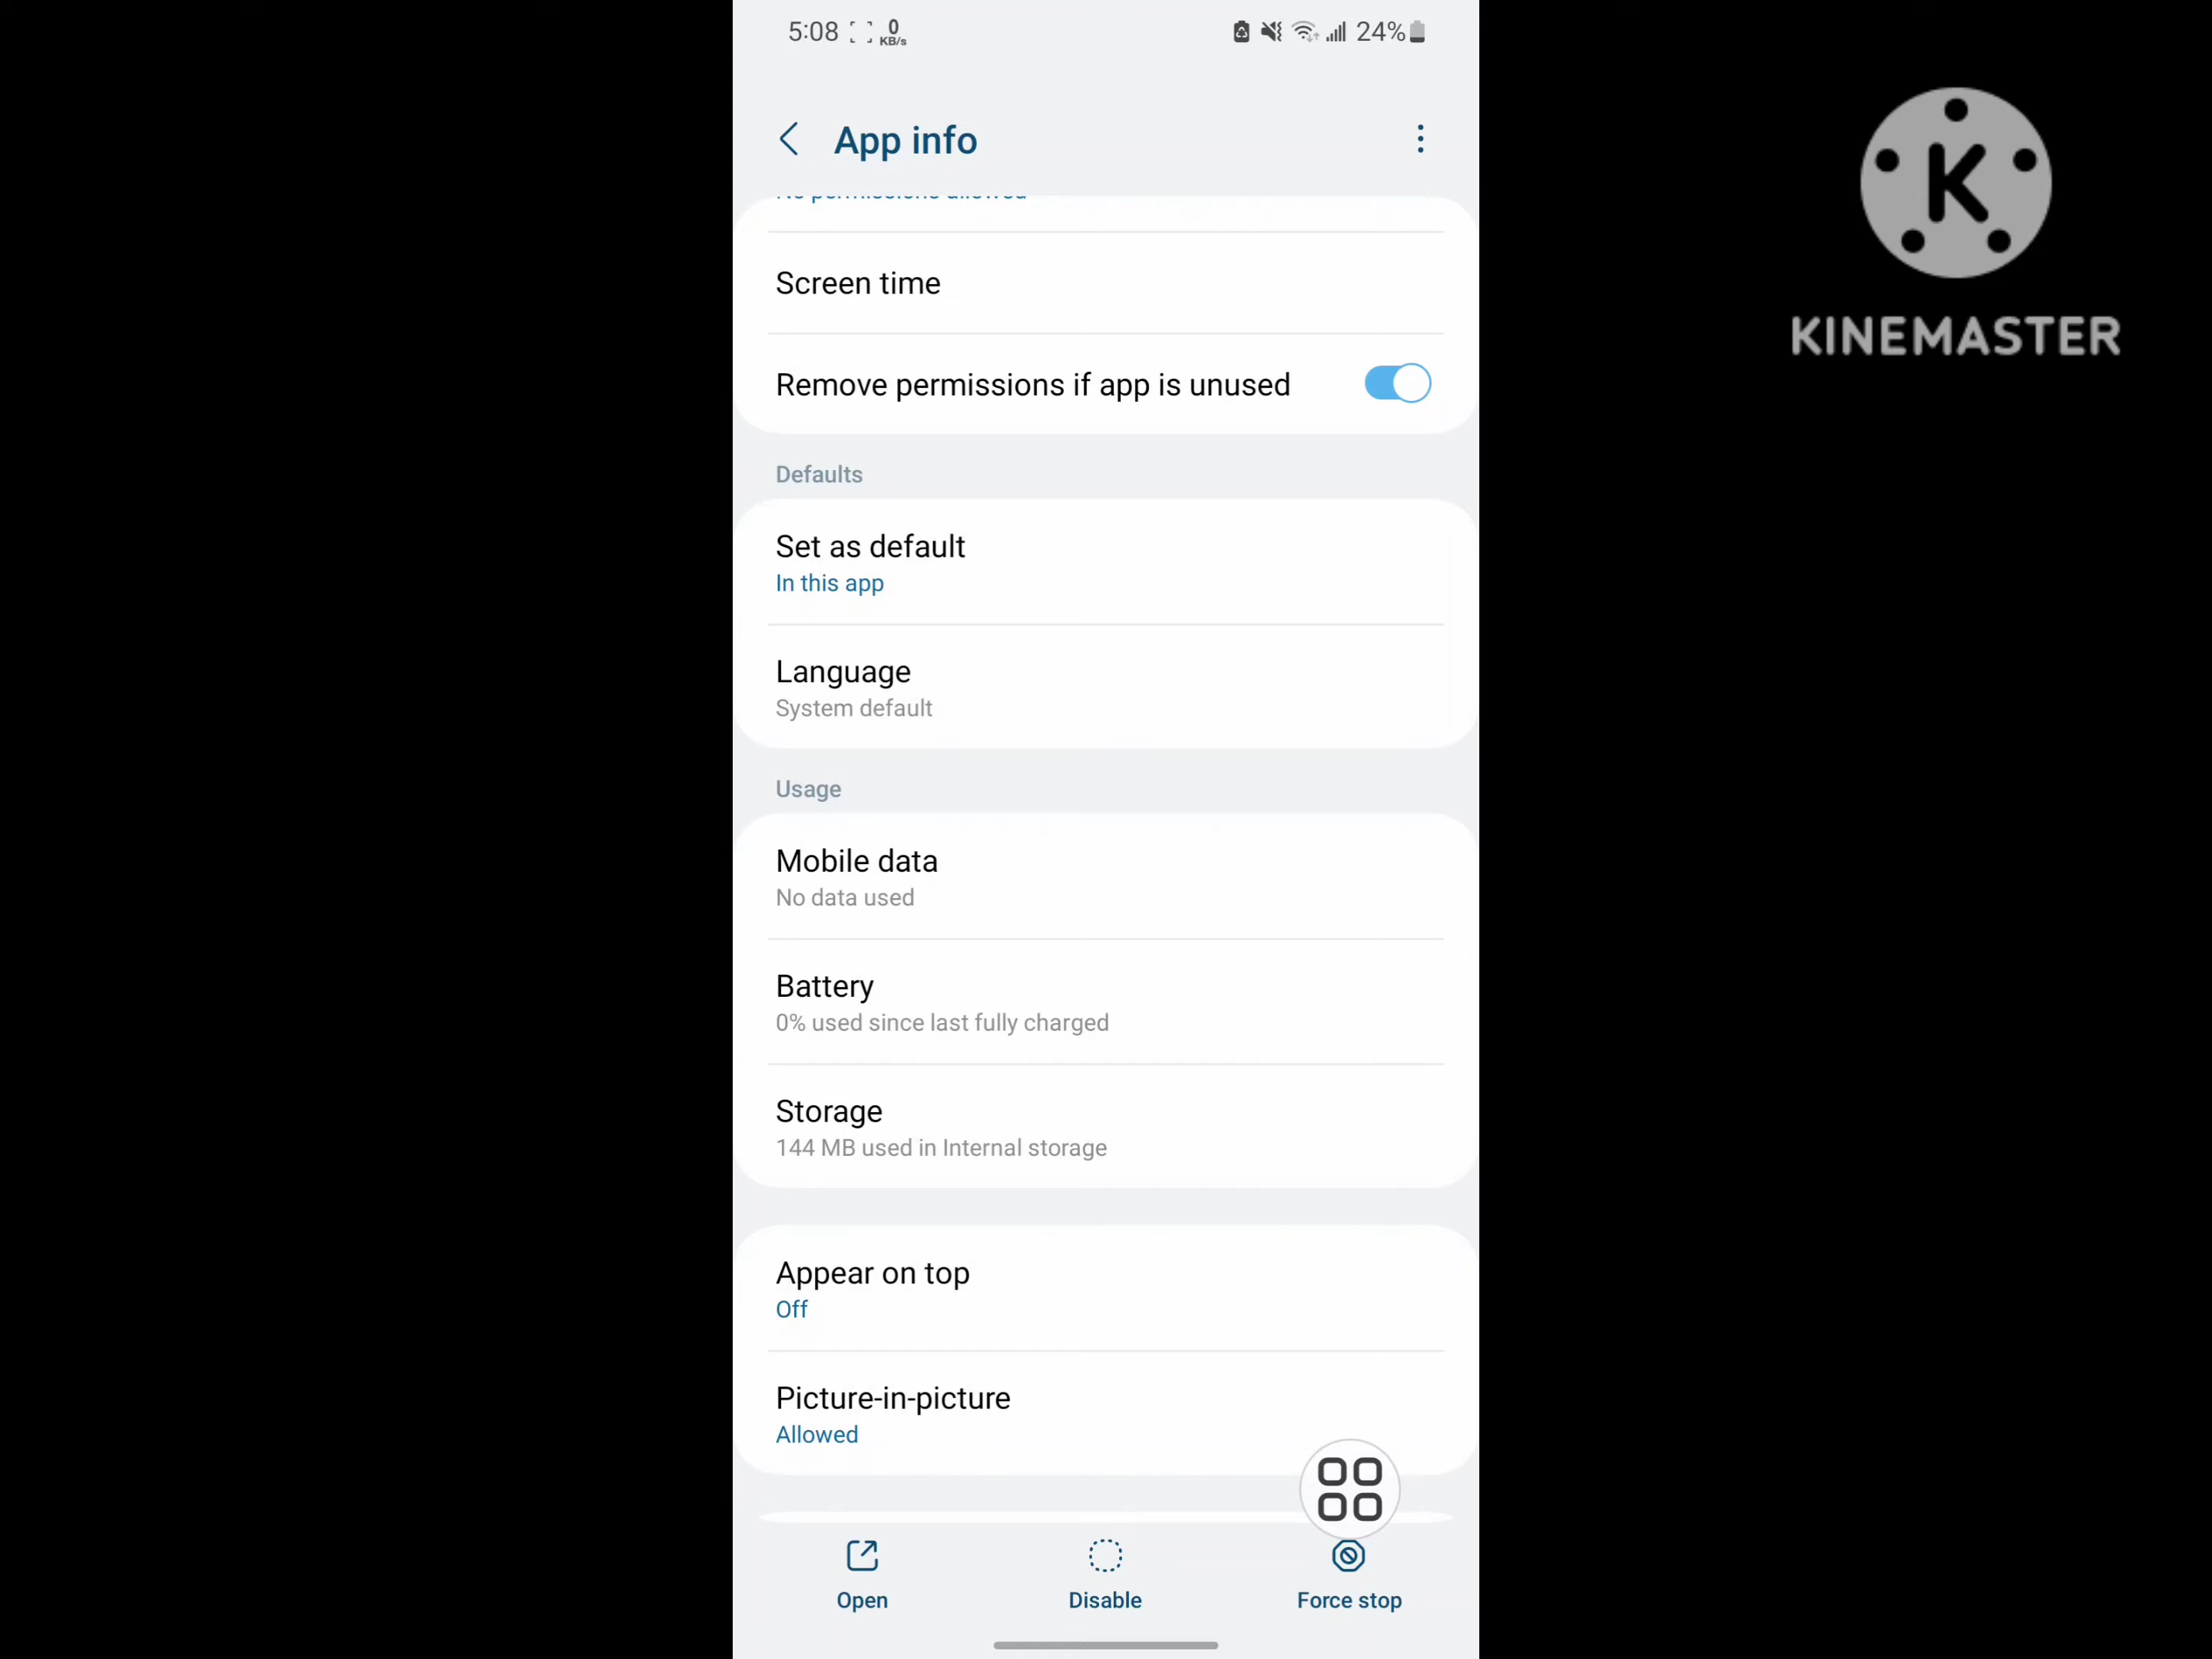 5:08 0 KB/s 24%
App info
No permissions allowed
Screen time
Remove permissions if app is unused
Defaults
Set as default
In this app
Language
System default
Usage
Mobile data
No data used
Battery
0% used since last fully charged
Storage
144 MB used in Internal storage
Appear on top
Off
Picture-in-picture
Allowed
Open Disable Force stop
K
KINEMASTER